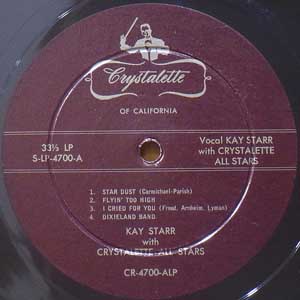 Crystalette
OF CALIFORNIA
33⅓ LP
S-LP-4700-A
Vocal KAY STARR
with CRYSTALETTE
ALL STARS
1. STAR DUST (Carmichael-Parish)
2. FLYIN' TOO HIGH
3. I CRIED FOR YOU (Freed, Arnheim, Lyman)
4. DIXIELAND BAND
KAY STARR
with
CRYSTALETTE ALL STARS
CR-4700-ALP